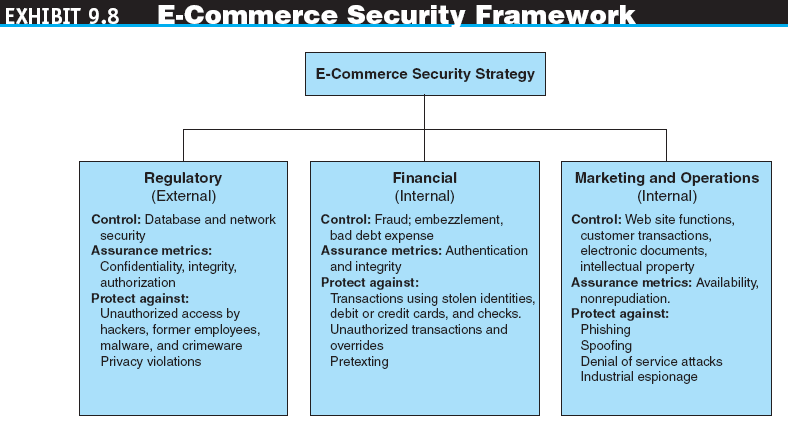 EXHIBIT 9.8 E-Commerce Security Framework
E-Commerce Security Strategy
Regulatory
(External)
Control: Database and network
security
Assurance metrics:
Confidentiality, integrity,
authorization
Protect against:
Unauthorized access by
hackers, former employees,
malware, and crimeware
Privacy violations
Financial
(Internal)
Control: Fraud; embezzlement,
bad debt expense
Assurance metrics: Authentication
and integrity
Protect against:
Transactions using stolen identities,
debit or credit cards, and checks.
Unauthorized transactions and
overrides
Pretexting
Marketing and Operations
(Internal)
Control: Web site functions,
customer transactions,
electronic documents,
intellectual property
Assurance metrics: Availability,
nonrepudiation.
Protect against:
Phishing
Spoofing
Denial of service attacks
Industrial espionage